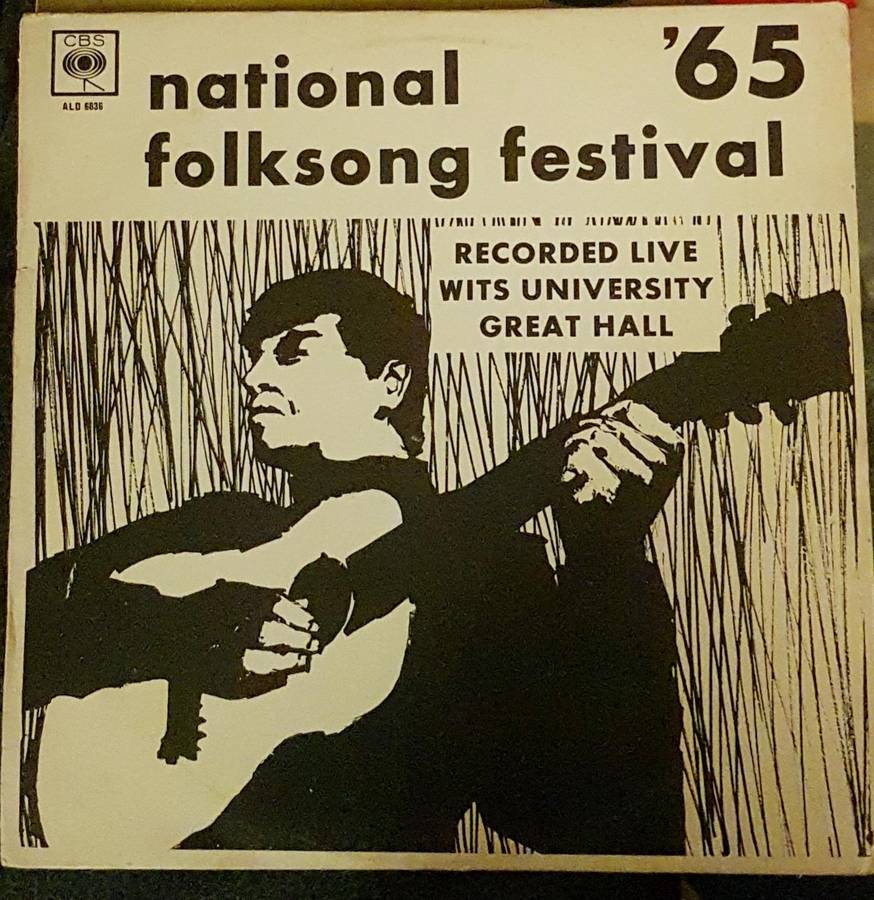 CBS
ALD 6836
national '65
folksong festival
RECORDED LIVE
WITS UNIVERSITY
GREAT HALL